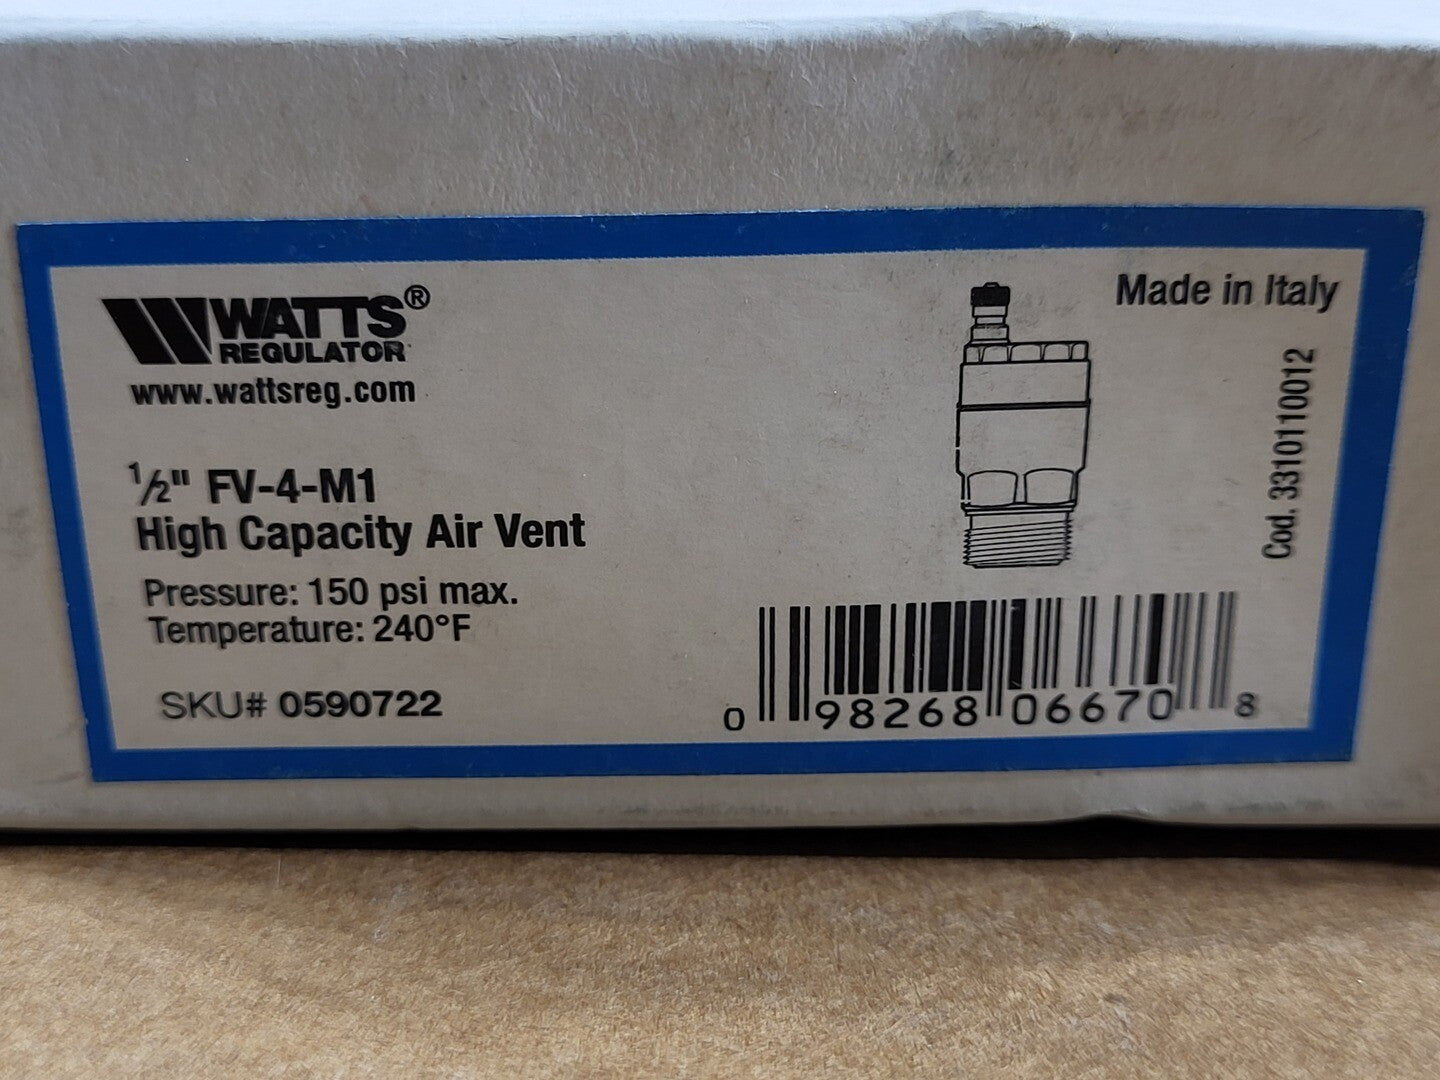 WATTS®
REGULATOR
www.wattsreg.com
½" FV-4-M1
High Capacity Air Vent
Pressure: 150 psi max.
Temperature: 240°F
SKU# 0590722
Made in Italy
Cod. 3310110012
0 98268 06670 8